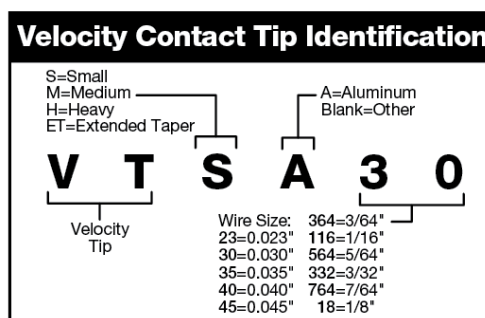 Velocity Contact Tip Identification
S=Small
M=Medium
H=Heavy
ET=Extended Taper
A=Aluminum
Blank=Other
V T S A 3 0
Velocity
Tip
Wire Size: 364=3/64"
23=0.023" 116=1/16"
30=0.030" 564=5/64"
35=0.035" 332=3/32"
40=0.040" 764=7/64"
45=0.045" 18=1/8"